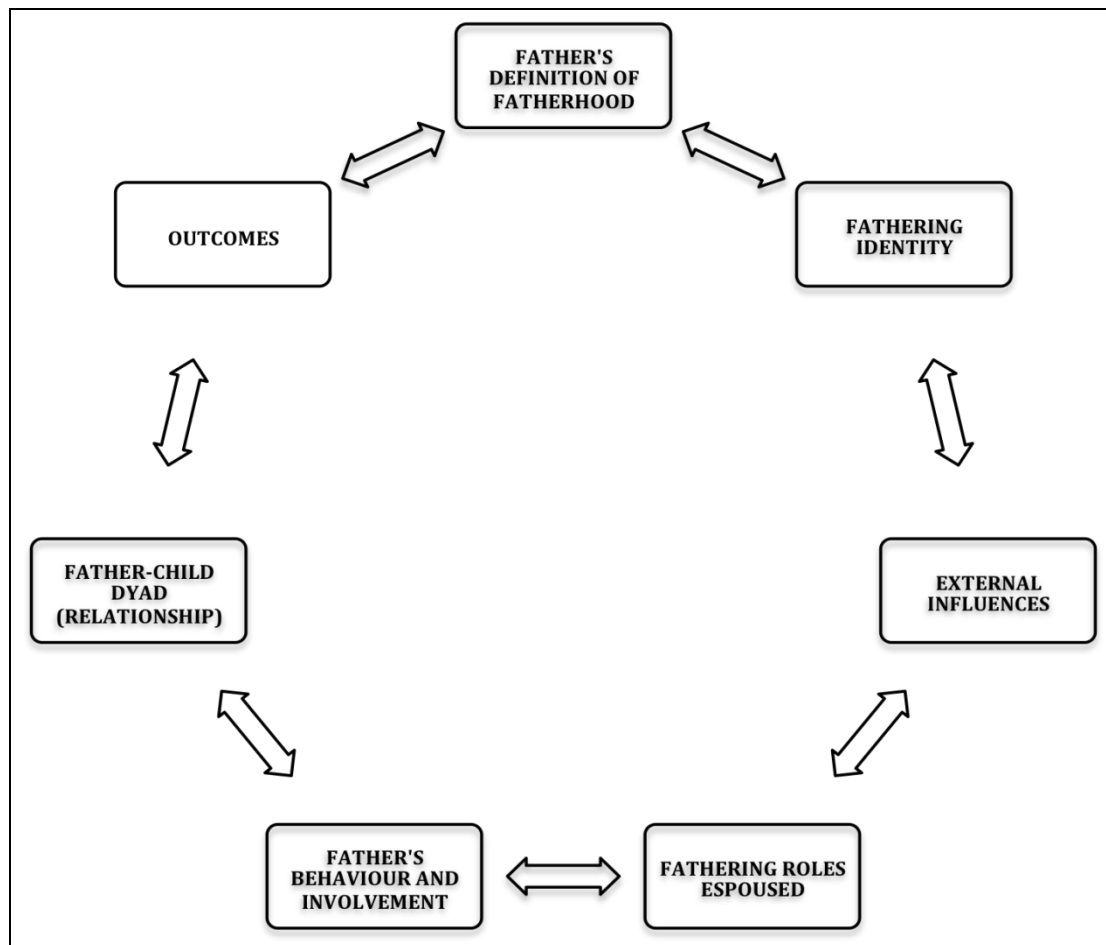 FATHER'S
DEFINITION OF
FATHERHOOD
OUTCOMES
FATHERING
IDENTITY
FATHER-CHILD
DYAD
(RELATIONSHIP)
EXTERNAL
INFLUENCES
FATHER'S
BEHAVIOUR AND
INVOLVEMENT
FATHERING ROLES
ESPOUSED